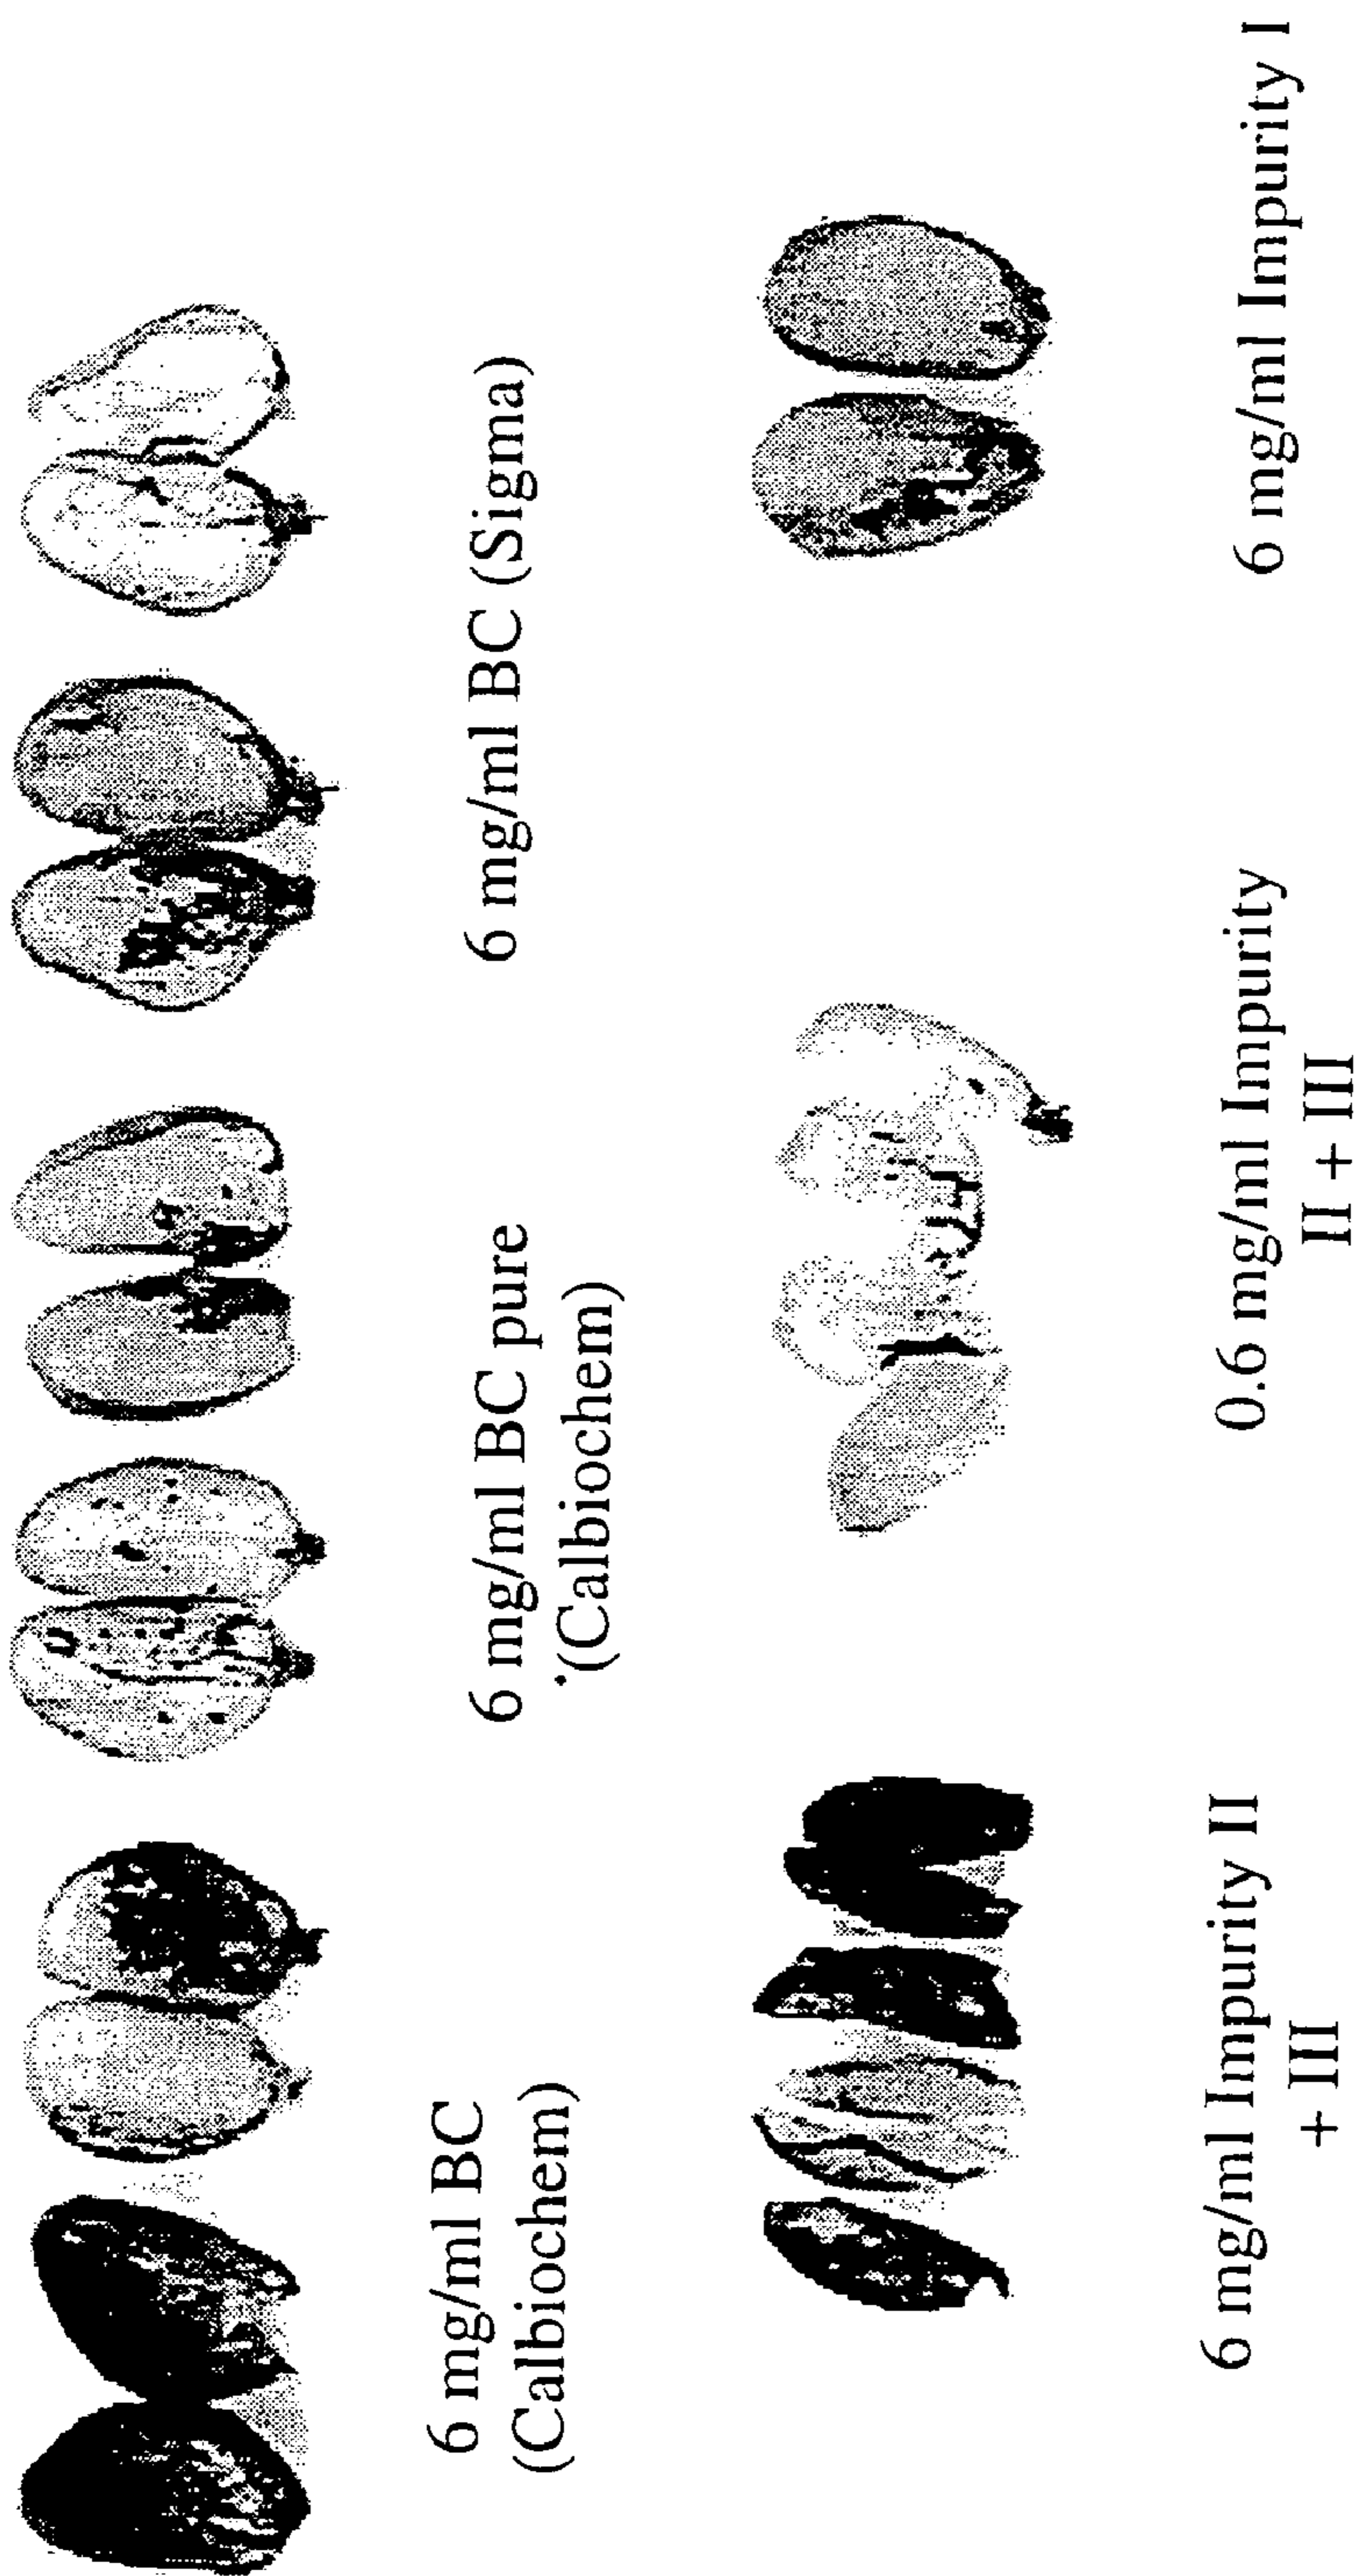 6 mg/ml BC
(Calbiochem)
6 mg/ml BC pure
(Calbiochem)
6 mg/ml BC (Sigma)
6 mg/ml Impurity II
+ III
0.6 mg/ml Impurity
II + III
6 mg/ml Impurity I